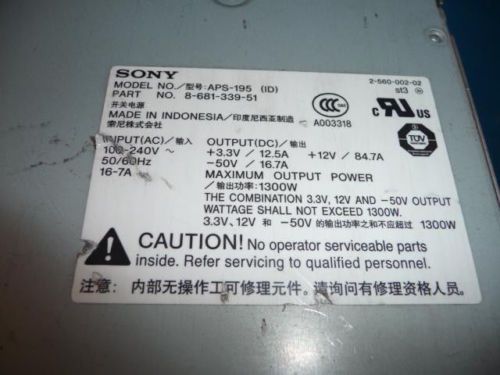 SONY
2-560-002-02
MODEL NO./型号: APS-195 (ID)
st3
PART NO. 8-681-339-51
开关电源
MADE IN INDONESIA/印度尼西亚制造
索尼株式会社
A003318
CCC
c UL US
TÜV
INPUT(AC)/输入 OUTPUT(DC)/输出
100-240V ~ +3.3V / 12.5A +12V / 84.7A
50/60Hz -50V / 16.7A
16-7A MAXIMUM OUTPUT POWER
/输出功率: 1300W
THE COMBINATION 3.3V, 12V AND -50V OUTPUT
WATTAGE SHALL NOT EXCEED 1300W.
3.3V、12V 和 -50V 的输出功率之和不应超过 1300W
CAUTION! No operator serviceable parts
inside. Refer servicing to qualified personnel.
注意: 内部无操作工可修理元件。请询问有修理资格人员.